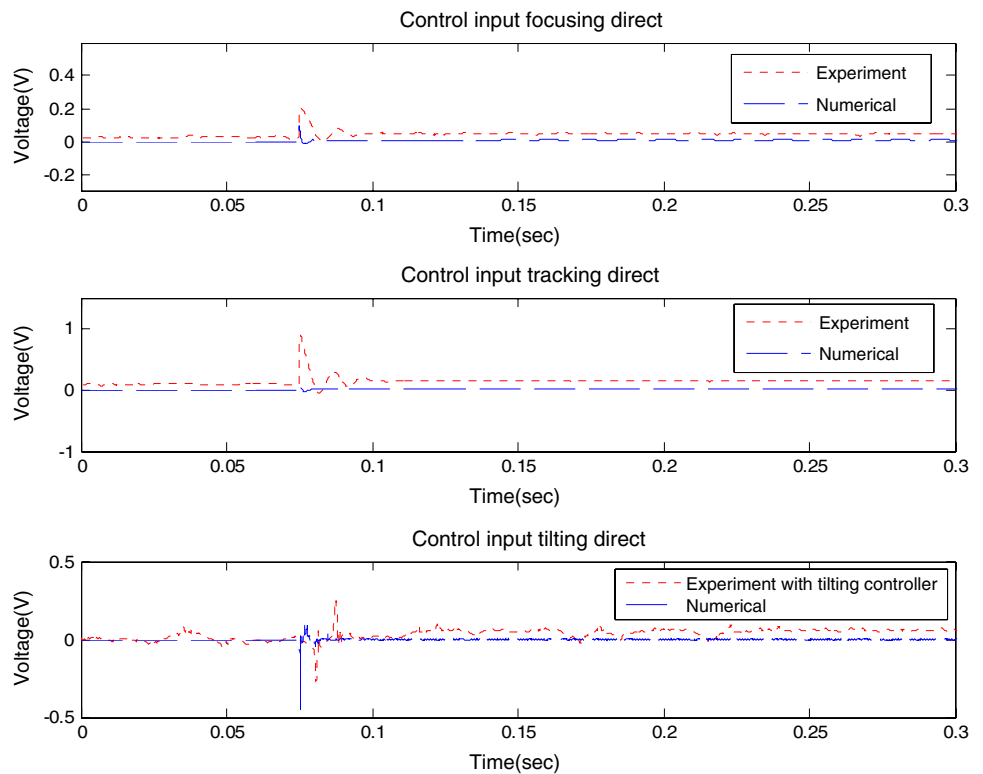 Control input focusing direct
Voltage(V)
0.4
0.2
0
-0.2
Experiment
Numerical
0 0.05 0.1 0.15 0.2 0.25 0.3
Time(sec)
Control input tracking direct
Voltage(V)
1
0
-1
Experiment
Numerical
0 0.05 0.1 0.15 0.2 0.25 0.3
Time(sec)
Control input tilting direct
Voltage(V)
0.5
0
-0.5
Experiment with tilting controller
Numerical
0 0.05 0.1 0.15 0.2 0.25 0.3
Time(sec)